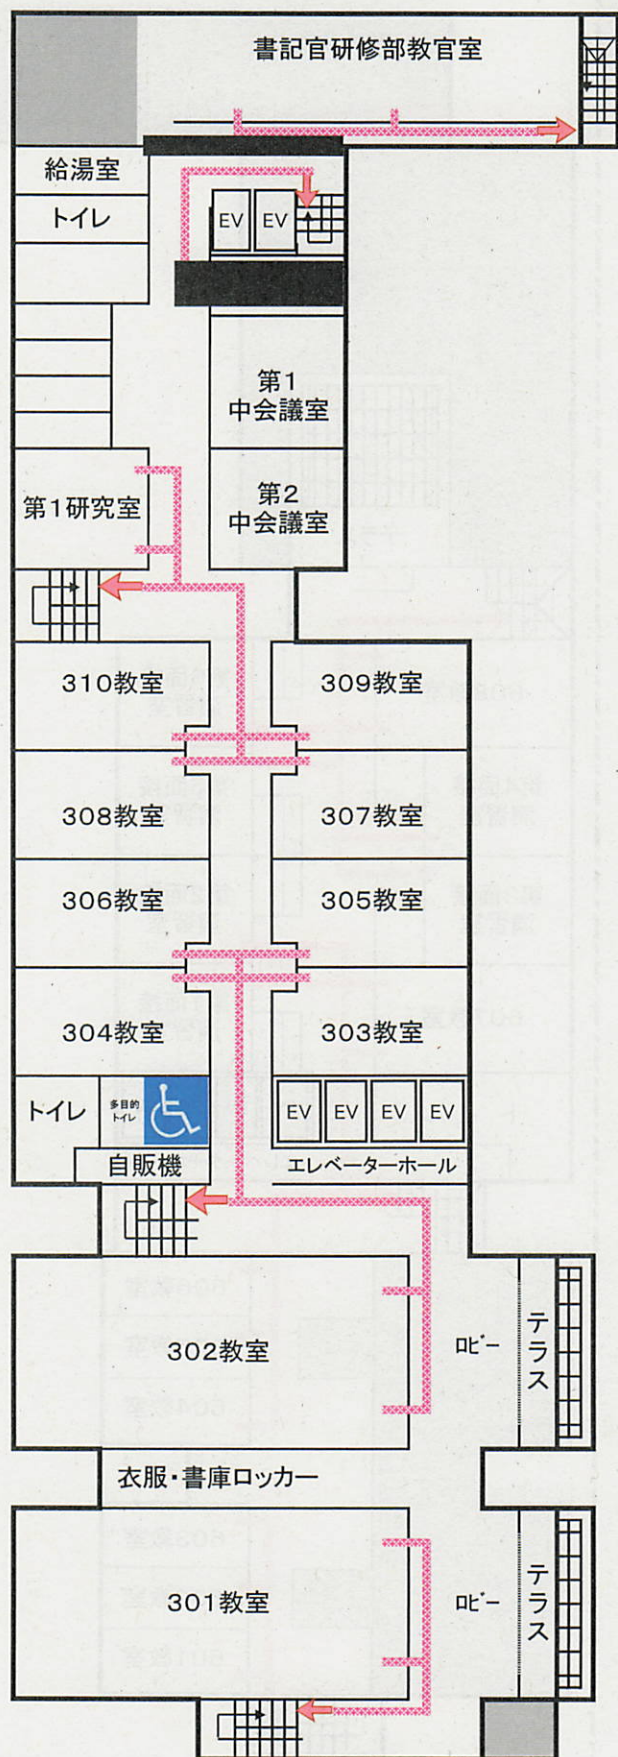 書記官研修部教官室
給湯室
トイレ
EV
EV
第1
中会議室
第1研究室
第2
中会議室
310教室
309教室
308教室
307教室
306教室
305教室
304教室
303教室
トイレ
多目的
トイレ
EV
EV
EV
EV
自販機
エレベーターホール
302教室
ロビー
テラス
衣服・書庫ロッカー
301教室
ロビー
テラス